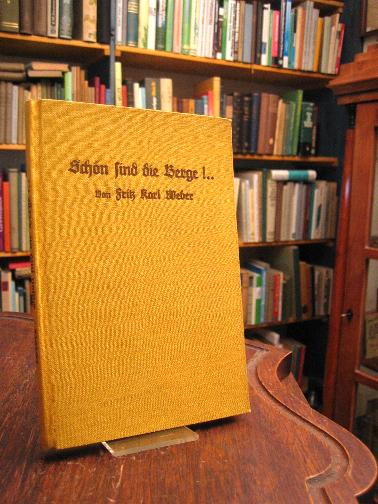 Schön sind die Berge!..
Von Fritz Karl Weber